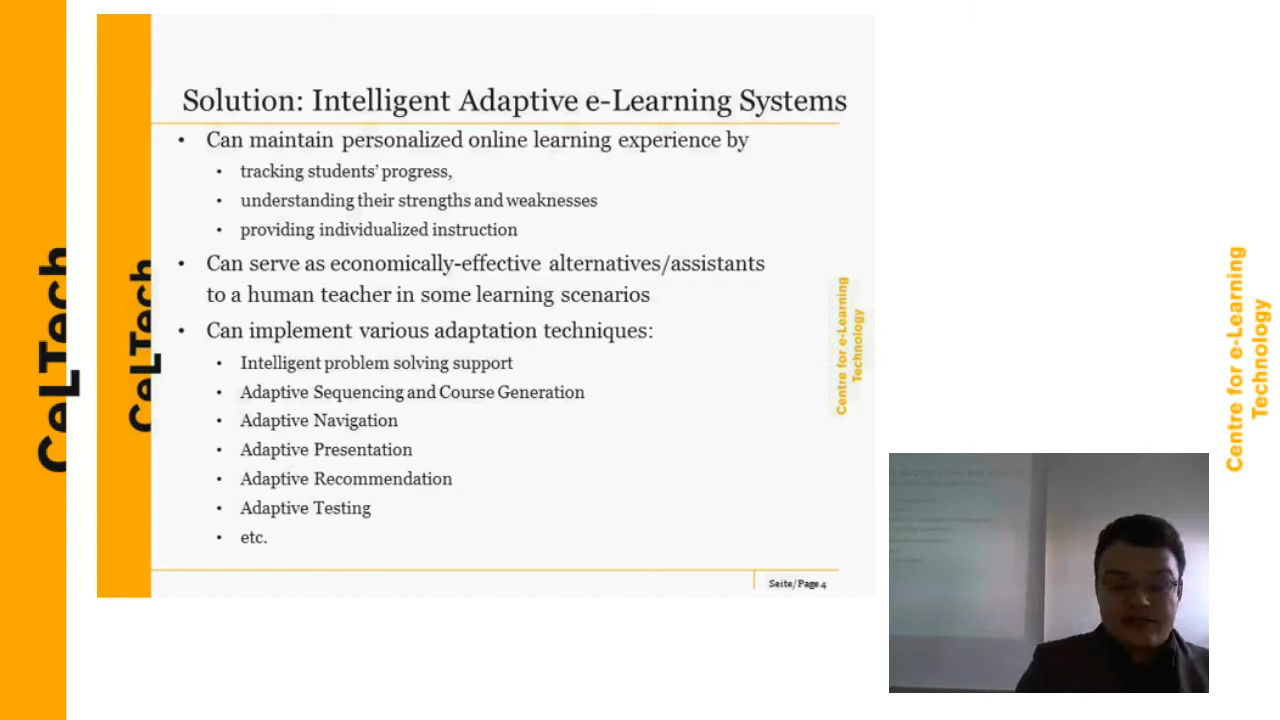 CeLTech
CeLTech
Solution: Intelligent Adaptive e-Learning Systems
• Can maintain personalized online learning experience by
• tracking students’ progress,
• understanding their strengths and weaknesses
• providing individualized instruction
• Can serve as economically-effective alternatives/assistants
to a human teacher in some learning scenarios
• Can implement various adaptation techniques:
• Intelligent problem solving support
• Adaptive Sequencing and Course Generation
• Adaptive Navigation
• Adaptive Presentation
• Adaptive Recommendation
• Adaptive Testing
• etc.
Seite/Page 4
Centre for e-Learning
Technology
Centre for e-Learning
Technology